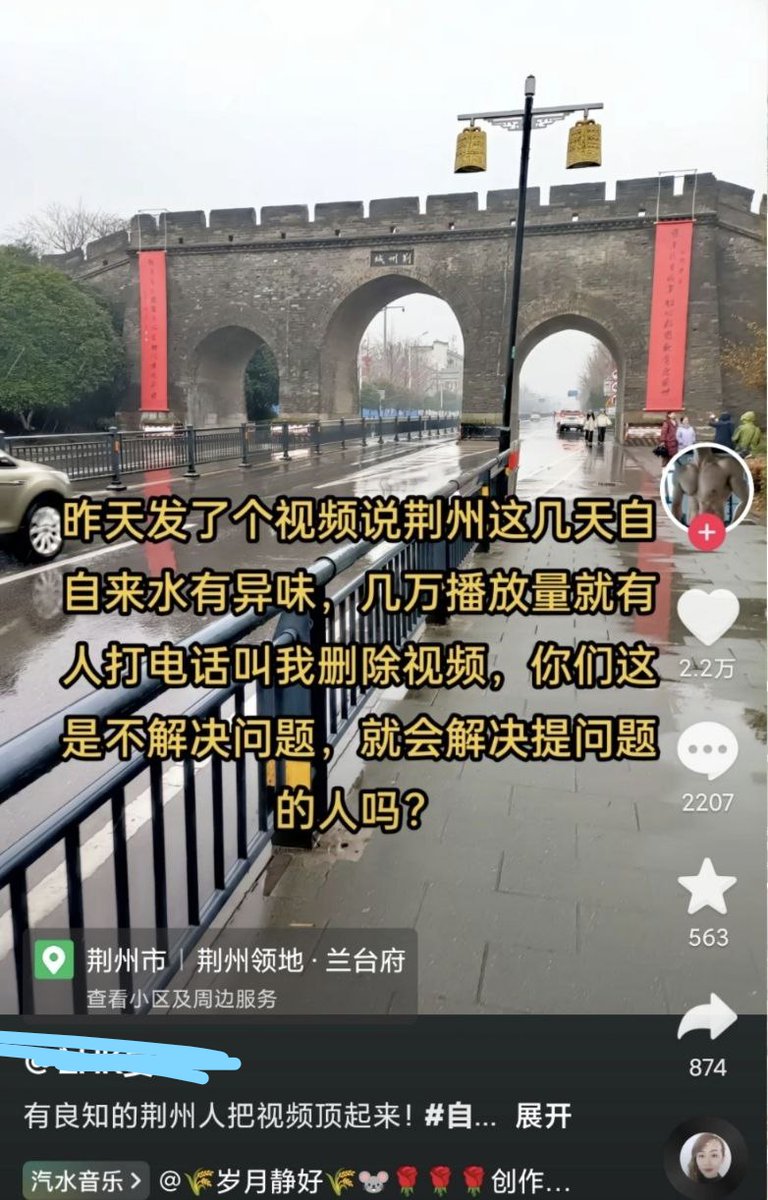 荆州城
昨天发了个视频说荆州这几天自
自来水有异味，几万播放量就有
人打电话叫我删除视频，你们这
是不解决问题，就会解决提问题
的人吗？
2.2万
2207
563
874
荆州市 | 荆州领地·兰台府
查看小区及周边服务
有良知的荆州人把视频顶起来！#自... 展开
汽水音乐 > @🌾岁月静好🌾🐭🌹🌹🌹创作...